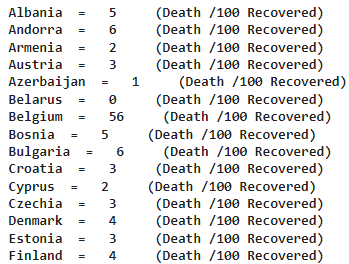 Albania  =   5     (Death /100 Recovered)
Andorra  =   6     (Death /100 Recovered)
Armenia  =   2     (Death /100 Recovered)
Austria  =   3     (Death /100 Recovered)
Azerbaijan  =   1     (Death /100 Recovered)
Belarus  =   0     (Death /100 Recovered)
Belgium  =   56     (Death /100 Recovered)
Bosnia  =   5     (Death /100 Recovered)
Bulgaria  =   6     (Death /100 Recovered)
Croatia  =   3     (Death /100 Recovered)
Cyprus  =   2     (Death /100 Recovered)
Czechia  =   3     (Death /100 Recovered)
Denmark  =   4     (Death /100 Recovered)
Estonia  =   3     (Death /100 Recovered)
Finland  =   4     (Death /100 Recovered)